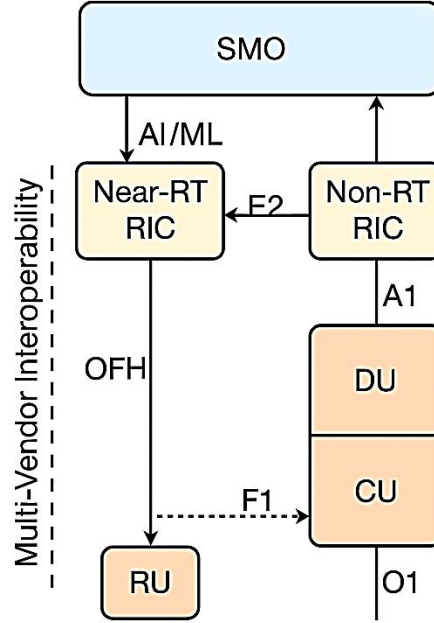 SMO
AI/ML
Near-RT
RIC
F2
Non-RT
RIC
A1
OFH
DU
CU
F1
RU
O1
Multi-Vendor Interoperability